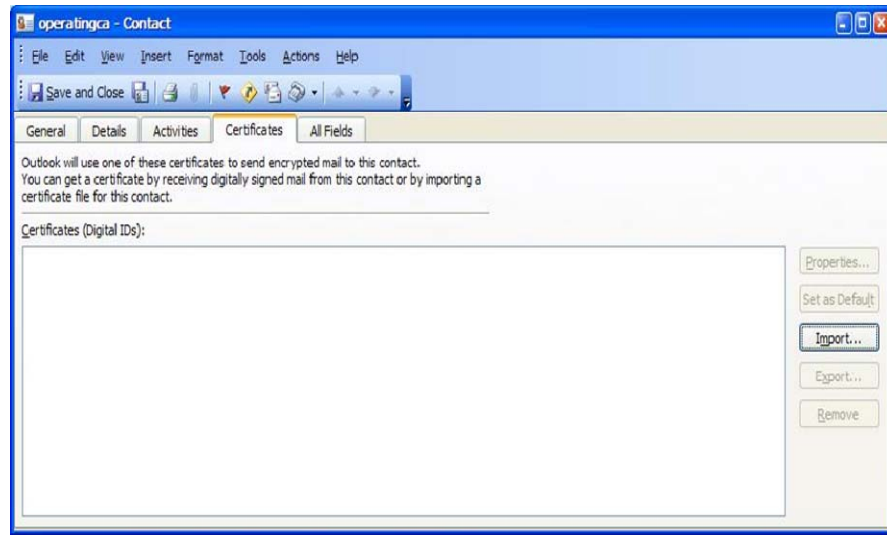 operatingca - Contact
File Edit View Insert Format Tools Actions Help
Save and Close
General Details Activities Certificates All Fields
Outlook will use one of these certificates to send encrypted mail to this contact.
You can get a certificate by receiving digitally signed mail from this contact or by importing a
certificate file for this contact.
Certificates (Digital IDs):
Properties...
Set as Default
Import...
Export...
Remove